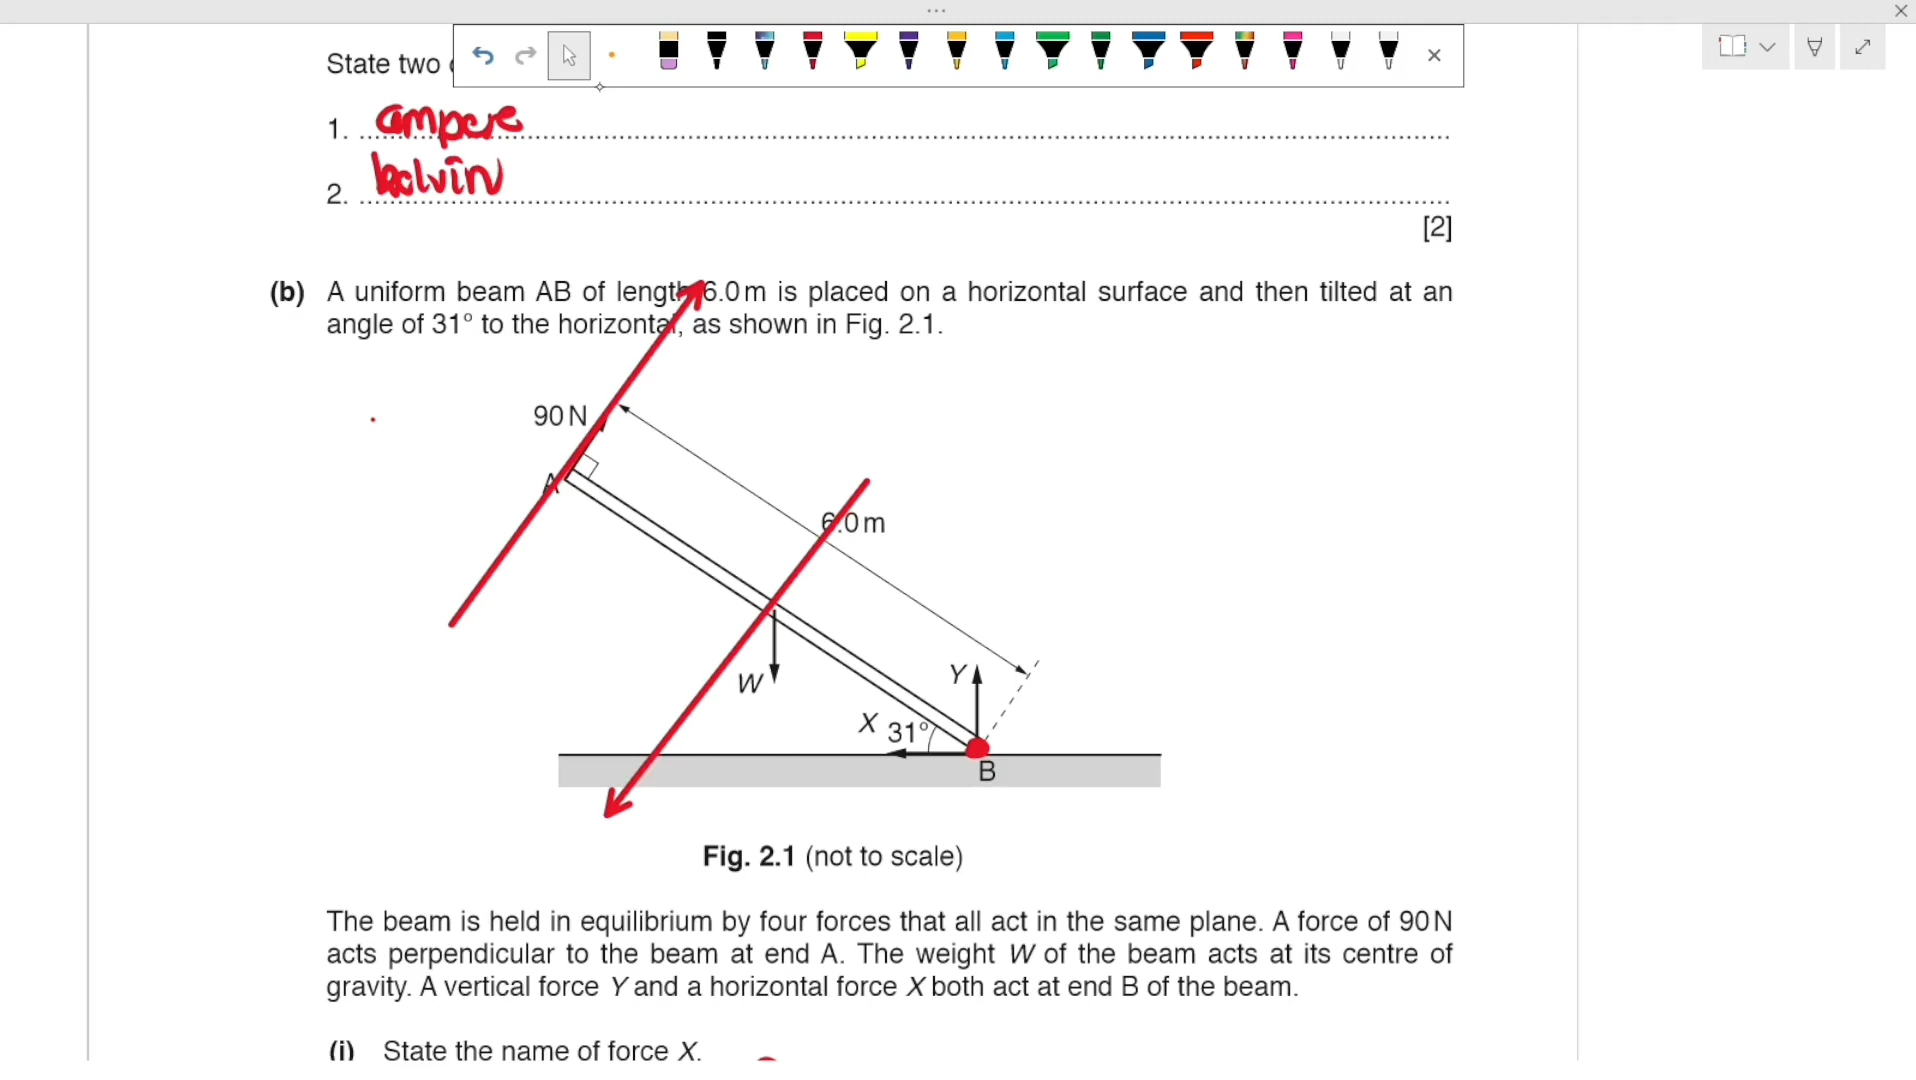 State two
1. ampere
2. kelvin
[2]
(b) A uniform beam AB of length 6.0 m is placed on a horizontal surface and then tilted at an
angle of 31° to the horizontal, as shown in Fig. 2.1.
90 N
A
6.0 m
W
Y
X 31°
B
Fig. 2.1 (not to scale)
The beam is held in equilibrium by four forces that all act in the same plane. A force of 90 N
acts perpendicular to the beam at end A. The weight W of the beam acts at its centre of
gravity. A vertical force Y and a horizontal force X both act at end B of the beam.
(i) State the name of force X.